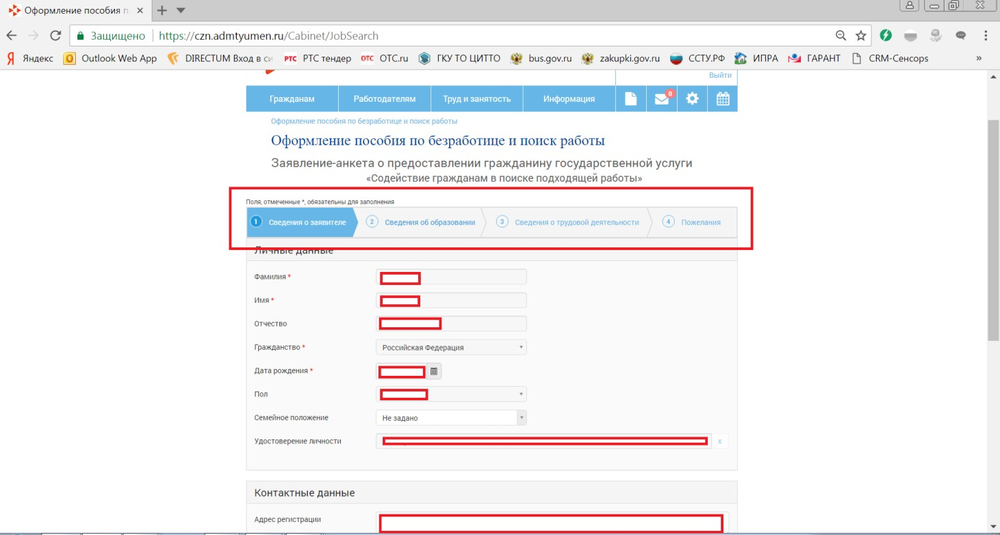 Оформление пособия п
Защищено https://czn.admtyumen.ru/Cabinet/JobSearch
Яндекс Outlook Web App DIRECTUM Вход в си РТС РТС тендер ОТС ОТС.ru ГКУ ТО ЦИТТО bus.gov.ru zakupki.gov.ru ССТУ.РФ ИПРА ГАРАНТ CRM-Сенсорс »
Выйти
Гражданам Работодателям Труд и занятость Информация 0
Оформление пособия по безработице и поиск работы
Оформление пособия по безработице и поиск работы
Заявление-анкета о предоставлении гражданину государственной услуги
«Содействие гражданам в поиске подходящей работы»
Поля, отмеченные *, обязательны для заполнения
1 Сведения о заявителе 2 Сведения об образовании 3 Сведения о трудовой деятельности 4 Пожелания
Личные данные
Фамилия *
Имя *
Отчество
Гражданство * Российская Федерация
Дата рождения *
Пол
Семейное положение Не задано
Удостоверение личности x
Контактные данные
Адрес регистрации